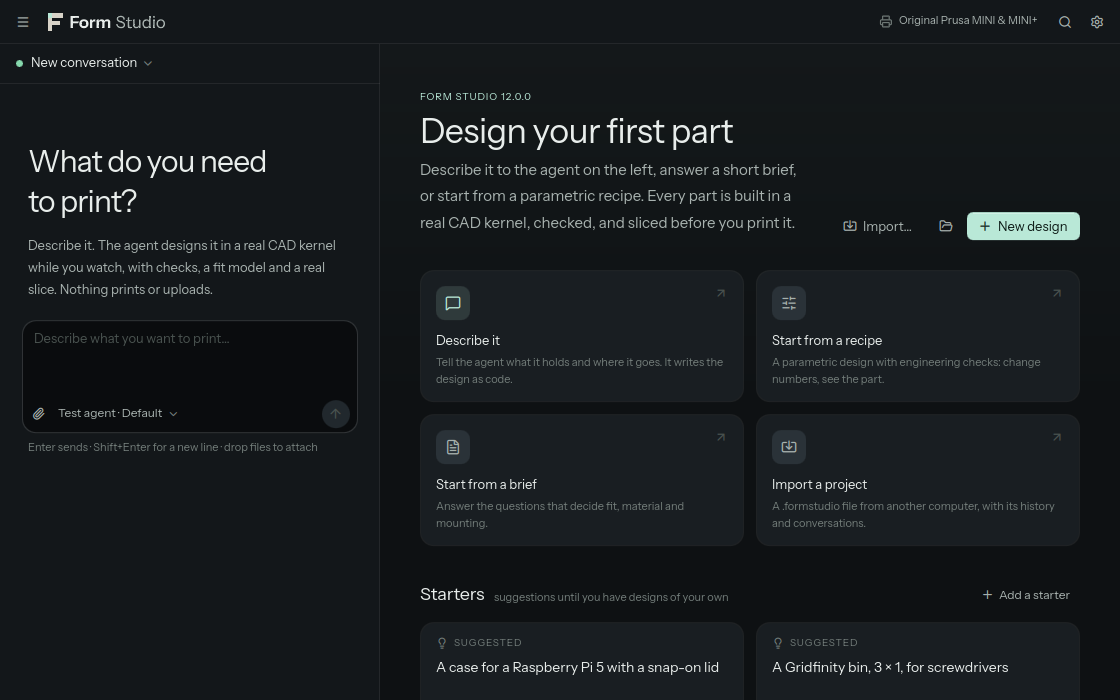 Form Studio
Original Prusa MINI & MINI+
New conversation
What do you need
to print?
Describe it. The agent designs it in a real CAD kernel
while you watch, with checks, a fit model and a real
slice. Nothing prints or uploads.
Describe what you want to print...
Test agent · Default
Enter sends · Shift+Enter for a new line · drop files to attach
FORM STUDIO 12.0.0
Design your first part
Describe it to the agent on the left, answer a short brief,
or start from a parametric recipe. Every part is built in a
real CAD kernel, checked, and sliced before you print it.
Import...
New design
Describe it
Tell the agent what it holds and where it goes. It writes the
design as code.
Start from a recipe
A parametric design with engineering checks: change
numbers, see the part.
Start from a brief
Answer the questions that decide fit, material and
mounting.
Import a project
A .formstudio file from another computer, with its history
and conversations.
Starters suggestions until you have designs of your own
Add a starter
SUGGESTED
A case for a Raspberry Pi 5 with a snap-on lid
SUGGESTED
A Gridfinity bin, 3 × 1, for screwdrivers